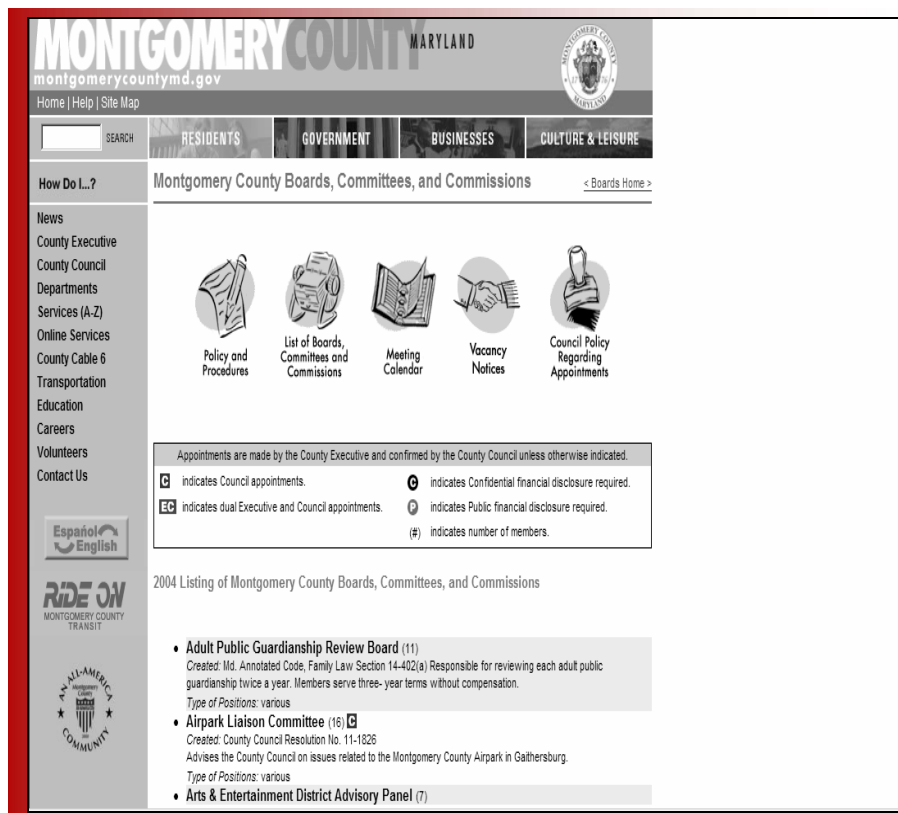 MONTGOMERYCOUNTY MARYLAND
montgomerycountymd.gov
Home | Help | Site Map
SEARCH
RESIDENTS GOVERNMENT BUSINESSES CULTURE & LEISURE
How Do I...?
Montgomery County Boards, Committees, and Commissions < Boards Home >
News
County Executive
County Council
Departments
Services (A-Z)
Online Services
County Cable 6
Transportation
Education
Careers
Volunteers
Contact Us
Español
English
RIDE ON
MONTGOMERY COUNTY
TRANSIT
AN ALL-AMERICA
Montgomery
County
COMMUNITY
Policy and
Procedures
List of Boards,
Committees and
Commissions
Meeting
Calendar
Vacancy
Notices
Council Policy
Regarding
Appointments
Appointments are made by the County Executive and confirmed by the County Council unless otherwise indicated.
C indicates Council appointments.
C indicates Confidential financial disclosure required.
EC indicates dual Executive and Council appointments.
P indicates Public financial disclosure required.
(#) indicates number of members.
2004 Listing of Montgomery County Boards, Committees, and Commissions
• Adult Public Guardianship Review Board (11)
Created: Md. Annotated Code, Family Law Section 14-402(a) Responsible for reviewing each adult public
guardianship twice a year. Members serve three- year terms without compensation.
Type of Positions: various
• Airpark Liaison Committee (16) C
Created: County Council Resolution No. 11-1826
Advises the County Council on issues related to the Montgomery County Airpark in Gaithersburg.
Type of Positions: various
• Arts & Entertainment District Advisory Panel (7)